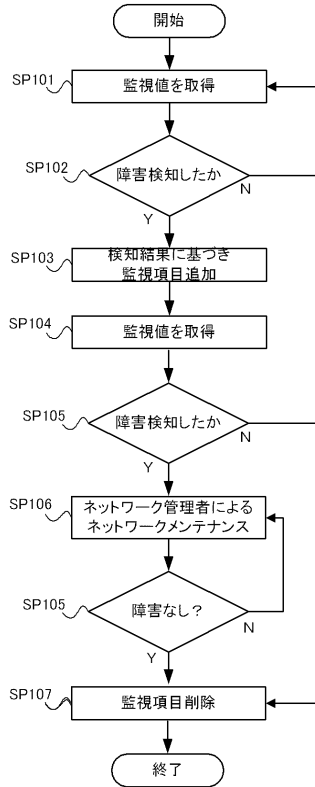 開始
SP101
監視値を取得
SP102
障害検知したか
N
Y
SP103
検知結果に基づき
監視項目追加
SP104
監視値を取得
SP105
障害検知したか
N
Y
SP106
ネットワーク管理者による
ネットワークメンテナンス
SP105
障害なし？
N
Y
SP107
監視項目削除
終了